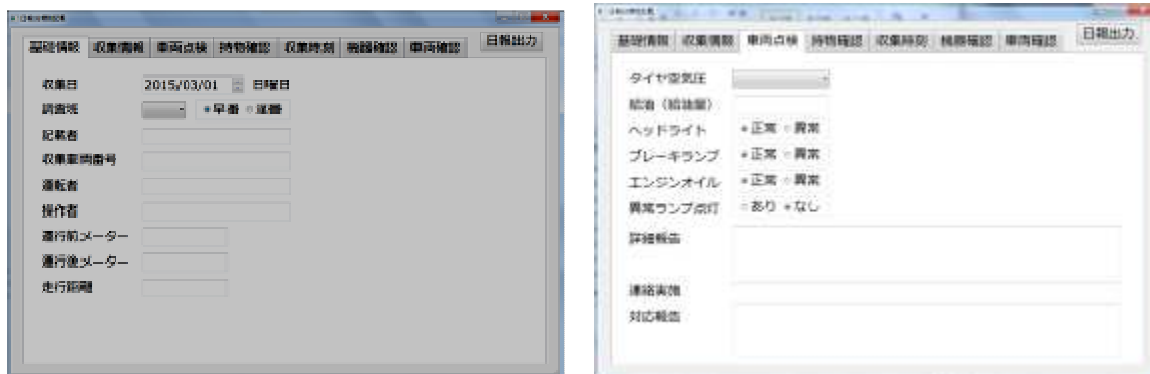 日報出力
基礎情報 収集情報 車両点検 持物確認 収集時刻 機器確認 車両確認
収集日 2015/03/01 日曜日
調査班 早番 遅番
記載者
収集車両番号
運転者
操作者
運行前メーター
運行後メーター
走行距離
日報出力
基礎情報 収集情報 車両点検 持物確認 収集時刻 機器確認 車両確認
タイヤ空気圧
給油（給油量）
ヘッドライト 正常 異常
ブレーキランプ 正常 異常
エンジンオイル 正常 異常
異常ランプ点灯 あり なし
詳細報告
連絡実施
対応報告